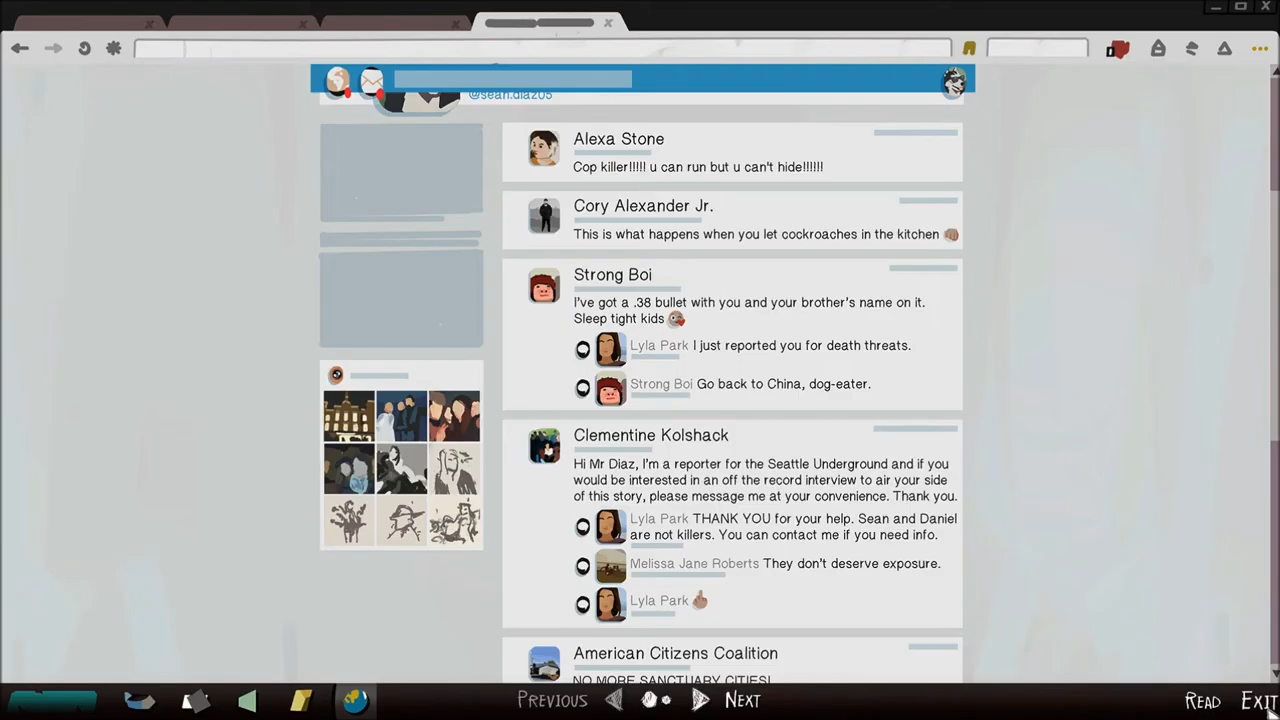 @sean.diaz05
Alexa Stone
Cop killer!!!!! u can run but u can't hide!!!!!!
Cory Alexander Jr.
This is what happens when you let cockroaches in the kitchen 👊🏽
Strong Boi
I've got a .38 bullet with you and your brother's name on it.
Sleep tight kids 😘
Lyla Park I just reported you for death threats.
Strong Boi Go back to China, dog-eater.
Clementine Kolshack
Hi Mr Diaz, I'm a reporter for the Seattle Underground and if you
would be interested in an off the record interview to air your side
of this story, please message me at your convenience. Thank you.
Lyla Park THANK YOU for your help. Sean and Daniel
are not killers. You can contact me if you need info.
Melissa Jane Roberts They don't deserve exposure.
Lyla Park 🖕🏽
American Citizens Coalition
NO MORE SANCTUARY CITIES!
PREVIOUS NEXT
READ EXIT